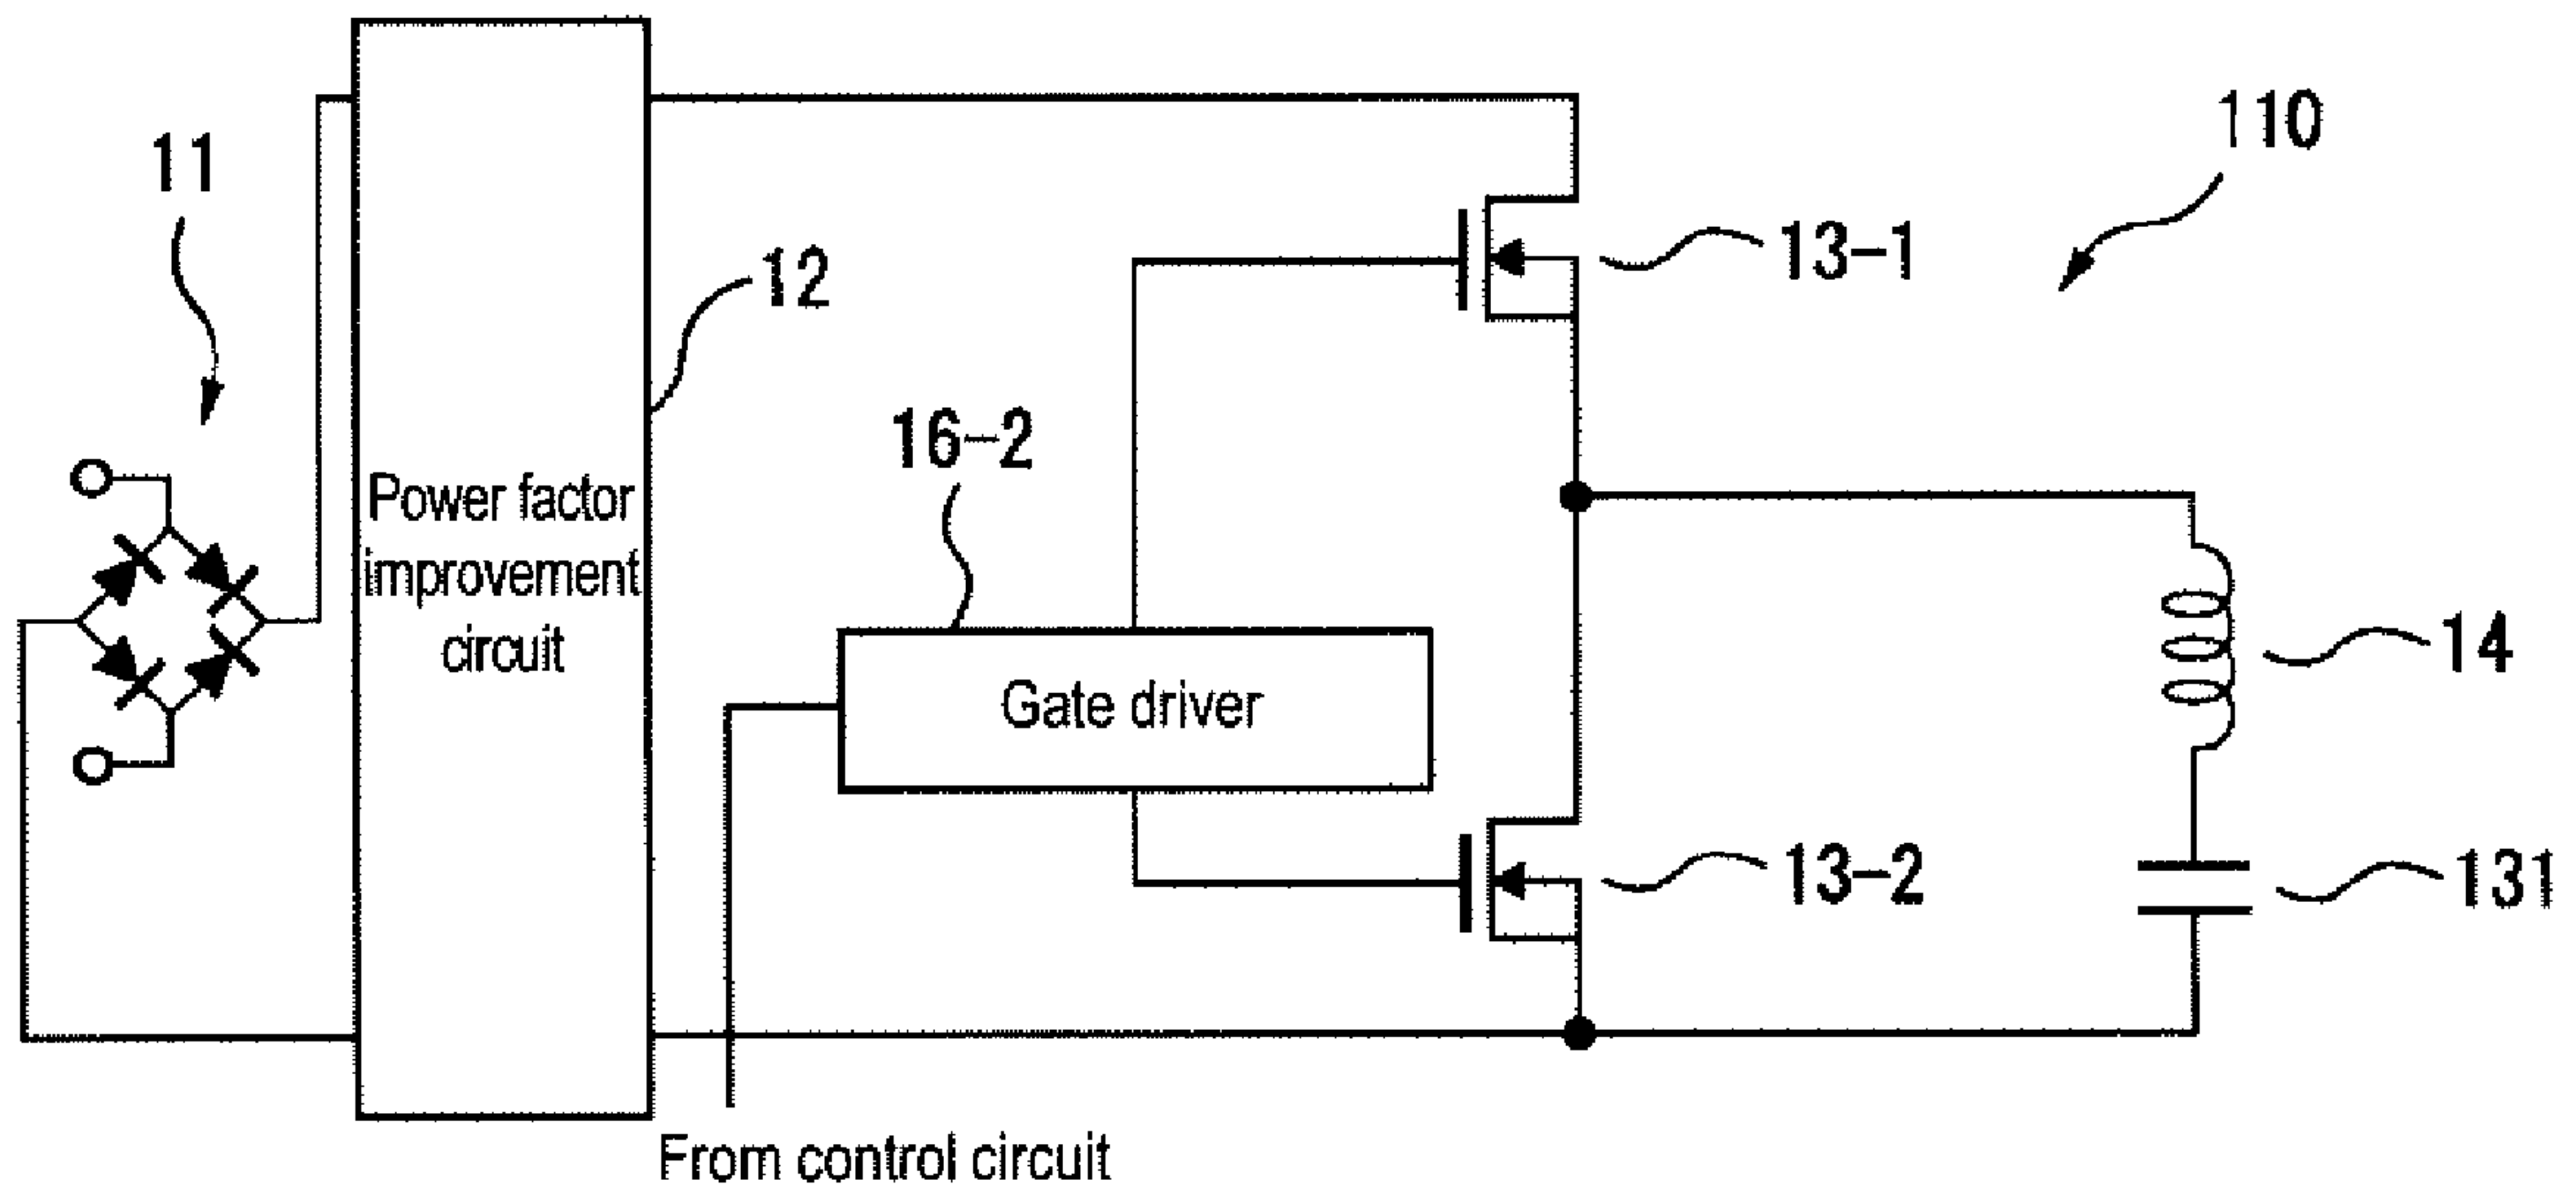 110
11
13-1
12
16-2
Power factor
improvement
circuit
14
Gate driver
13-2
131
From control circuit